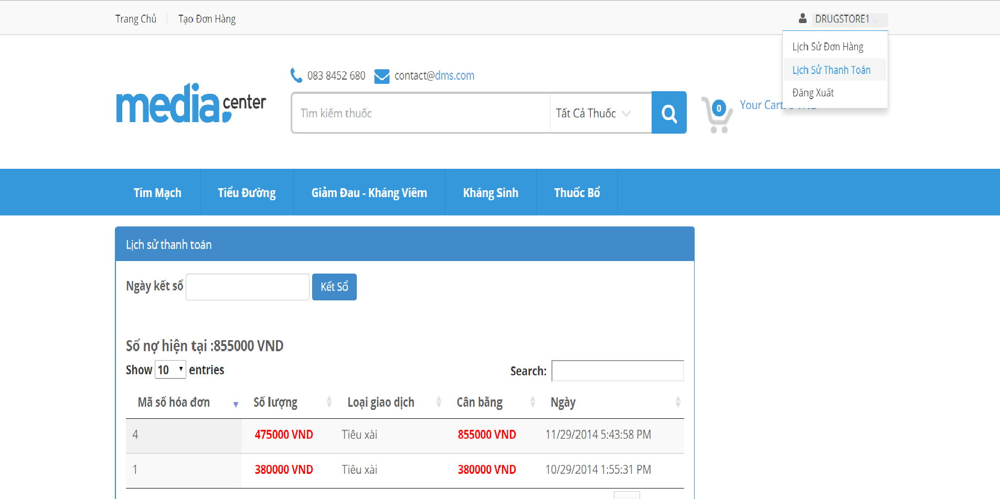 Trang Chủ
Tạo Đơn Hàng
DRUGSTORE1
Lịch Sử Đơn Hàng
Lịch Sử Thanh Toán
Đăng Xuất
083 8452 680
contact@dms.com
media.center
Tìm kiếm thuốc
Tất Cả Thuốc
0
Your Cart:
Tim Mạch
Tiểu Đường
Giảm Đau - Kháng Viêm
Kháng Sinh
Thuốc Bổ
Lịch sử thanh toán
Ngày kết sổ
Kết Sổ
Số nợ hiện tại :855000 VND
Show 10 entries
Search:
Mã số hóa đơn Số lượng Loại giao dịch Cân bằng Ngày
4 475000 VND Tiêu xài 855000 VND 11/29/2014 5:43:58 PM
1 380000 VND Tiêu xài 380000 VND 10/29/2014 1:55:31 PM